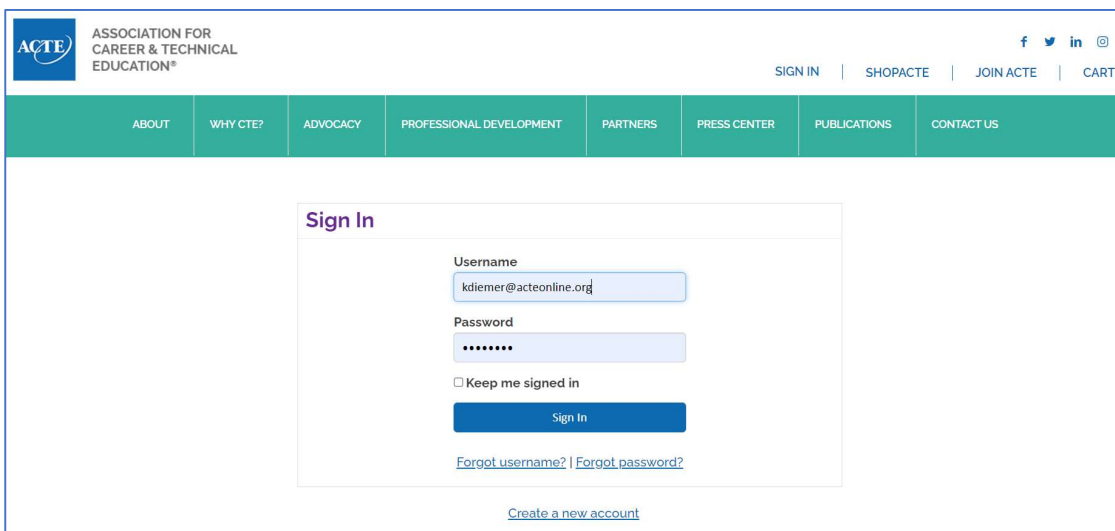 ACTE
ASSOCIATION FOR
CAREER & TECHNICAL
EDUCATION®
SIGN IN | SHOPACTE | JOIN ACTE | CART
ABOUT WHY CTE? ADVOCACY PROFESSIONAL DEVELOPMENT PARTNERS PRESS CENTER PUBLICATIONS CONTACT US
Sign In
Username
kdiemer@acteonline.org
Password
••••••••
Keep me signed in
Sign In
Forgot username? | Forgot password?
Create a new account